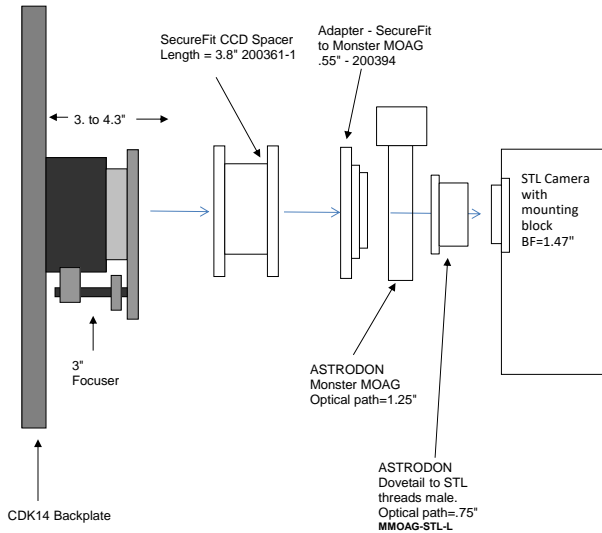 SecureFit CCD Spacer
Length = 3.8" 200361-1
Adapter - SecureFit
to Monster MOAG
.55" - 200394
3. to 4.3"
STL Camera
with
mounting
block
BF=1.47"
3"
Focuser
ASTRODON
Monster MOAG
Optical path=1.25"
ASTRODON
Dovetail to STL
threads male.
Optical path=.75"
MMOAG-STL-L
CDK14 Backplate